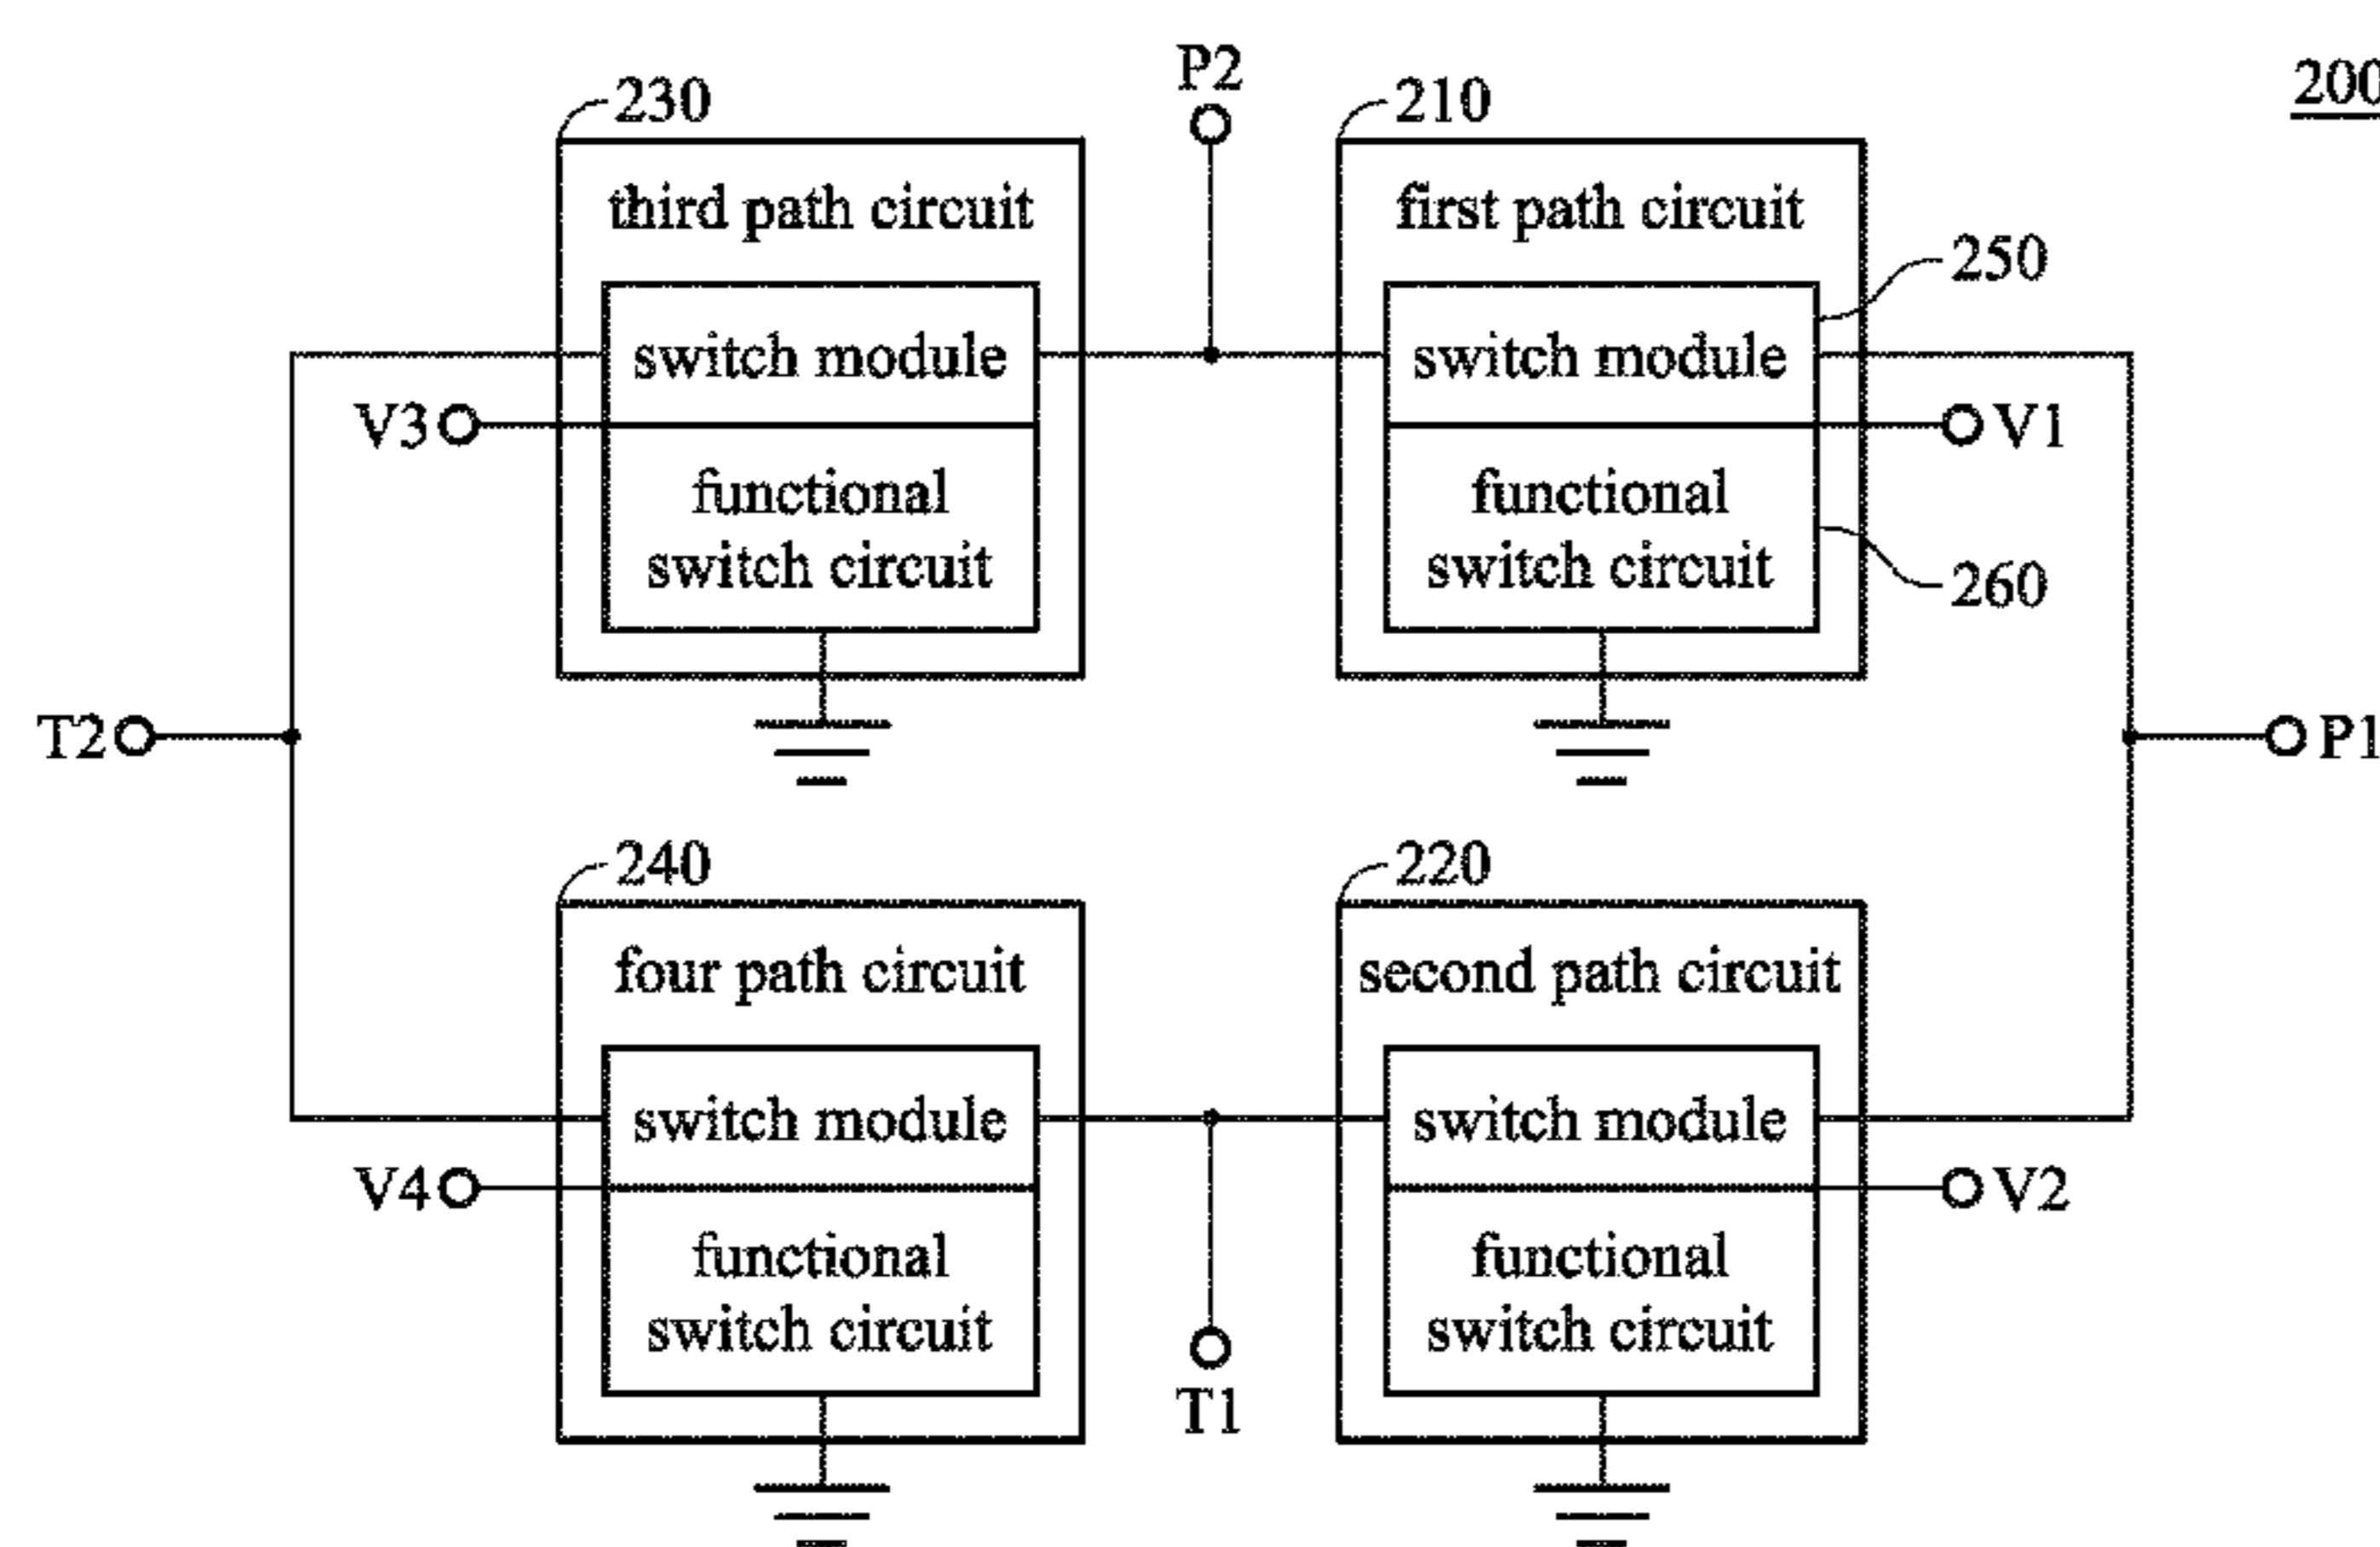 P2
200
230
210
third path circuit
first path circuit
250
switch module
switch module
V3
V1
functional
switch circuit
functional
switch circuit
260
T2
P1
240
220
four path circuit
second path circuit
switch module
switch module
V4
V2
functional
switch circuit
functional
switch circuit
T1